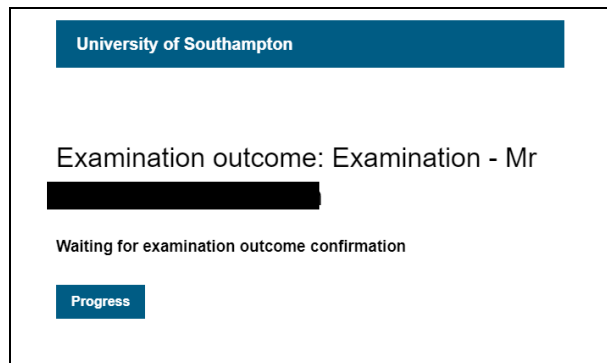 University of Southampton
Examination outcome: Examination - Mr
Waiting for examination outcome confirmation
Progress